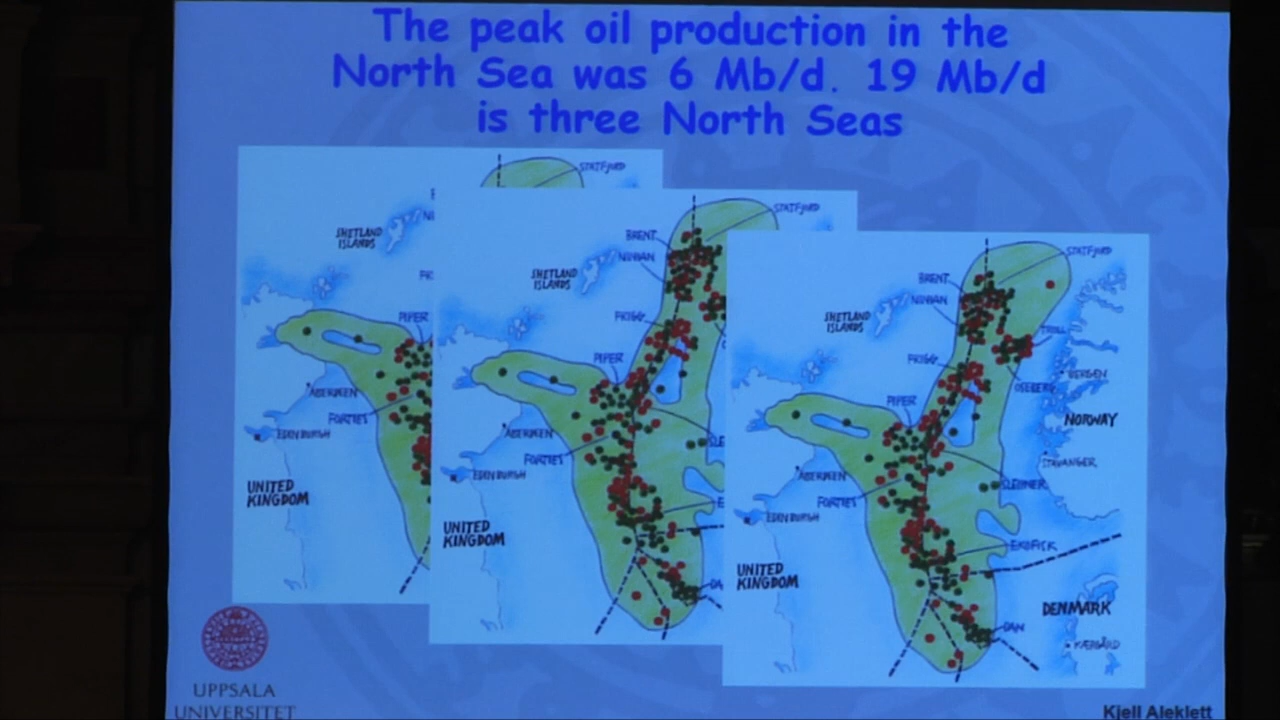 The peak oil production in the
North Sea was 6 Mb/d. 19 Mb/d
is three North Seas
STATFJORD
SHETLAND
ISLANDS
PIPER
ABERDEEN
FORTIES
EDINBURGH
UNITED
KINGDOM
STATFJORD
BRENT
NINIAN
SHETLAND
ISLANDS
FRIGG
PIPER
ABERDEEN
FORTIES
EDINBURGH
UNITED
KINGDOM
STATFJORD
BRENT
NINIAN
SHETLAND
ISLANDS
TROLL
FRIGG
BERGEN
OSEBERG
PIPER
NORWAY
STAVANGER
ABERDEEN
SLEIPNER
FORTIES
EDINBURGH
EKOFISK
UNITED
KINGDOM
DENMARK
DAN
KÆRGÅRD
UPPSALA
UNIVERSITET
Kjell Aleklett